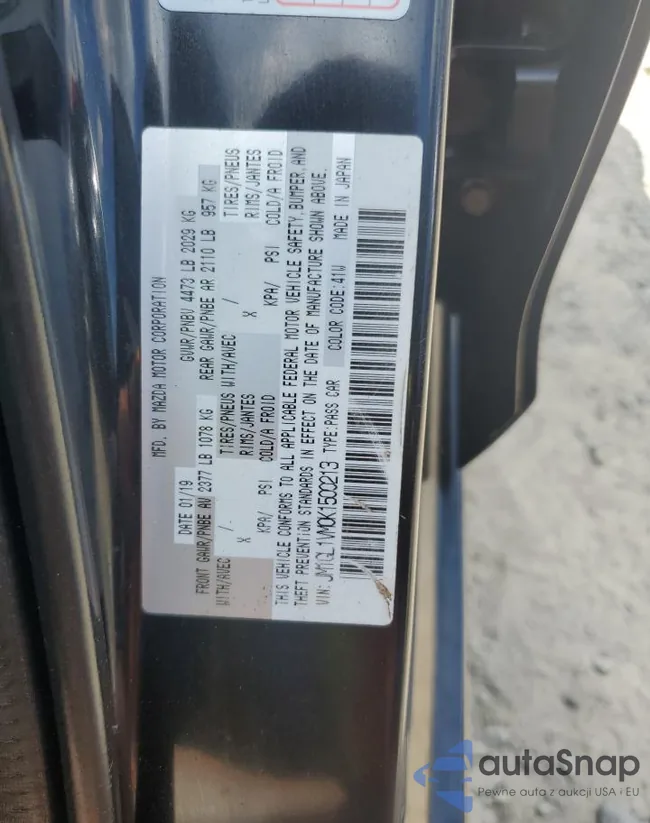 MFD. BY MAZDA MOTOR CORPORATION
DATE 01/19 GVWR/PNBV 4473 LB 2029 KG
FRONT GAWR/PNBE AV 2377 LB 1078 KG REAR GAWR/PNBE AR 2110 LB 957 KG
WITH/AVEC TIRES/PNEUS WITH/AVEC TIRES/PNEUS
X / RIMS/JANTES X / RIMS/JANTES
KPA/ PSI COLD/A FROID KPA/ PSI COLD/A FROID
THIS VEHICLE CONFORMS TO ALL APPLICABLE FEDERAL MOTOR VEHICLE SAFETY, BUMPER, AND
THEFT PREVENTION STANDARDS IN EFFECT ON THE DATE OF MANUFACTURE SHOWN ABOVE.
VIN: JM1GL1VM0K1500213 TYPE:PASS CAR COLOR CODE:41W MADE IN JAPAN
autaSnap
Pewne auta z aukcji USA i EU